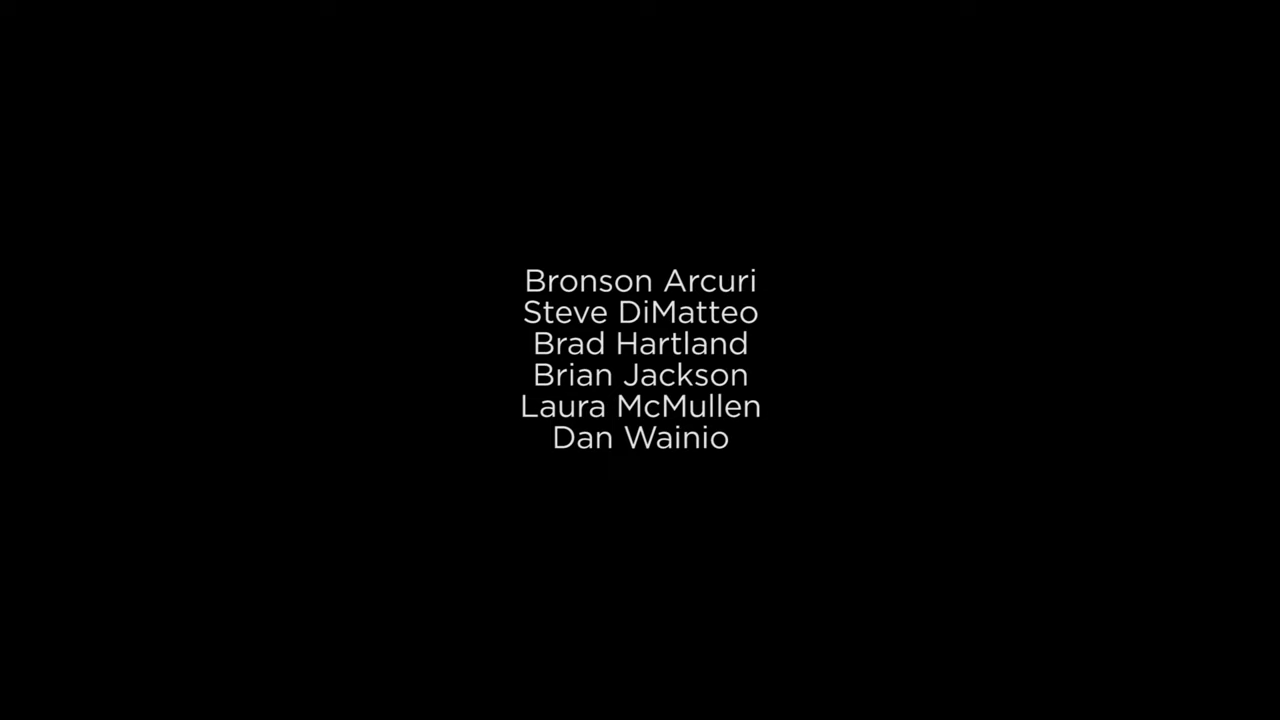 Bronson Arcuri
Steve DiMatteo
Brad Hartland
Brian Jackson
Laura McMullen
Dan Wainio